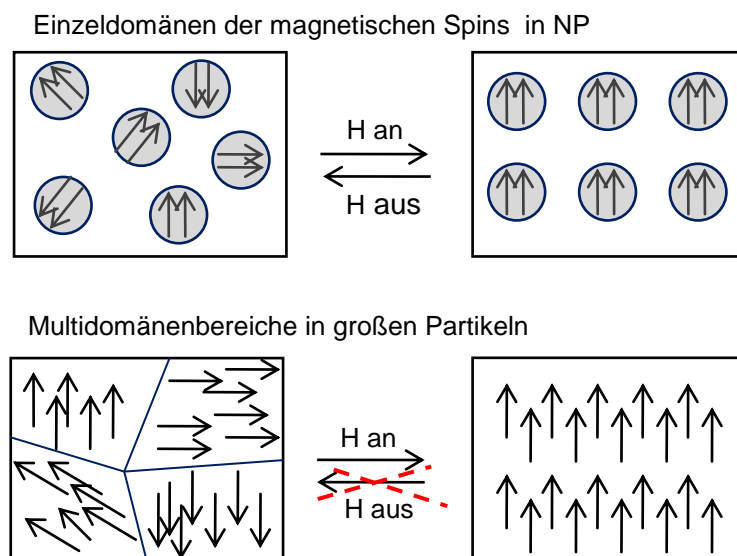 Einzeldomänen der magnetischen Spins in NP
H an
H aus
Multidomänenbereiche in großen Partikeln
H an
H aus